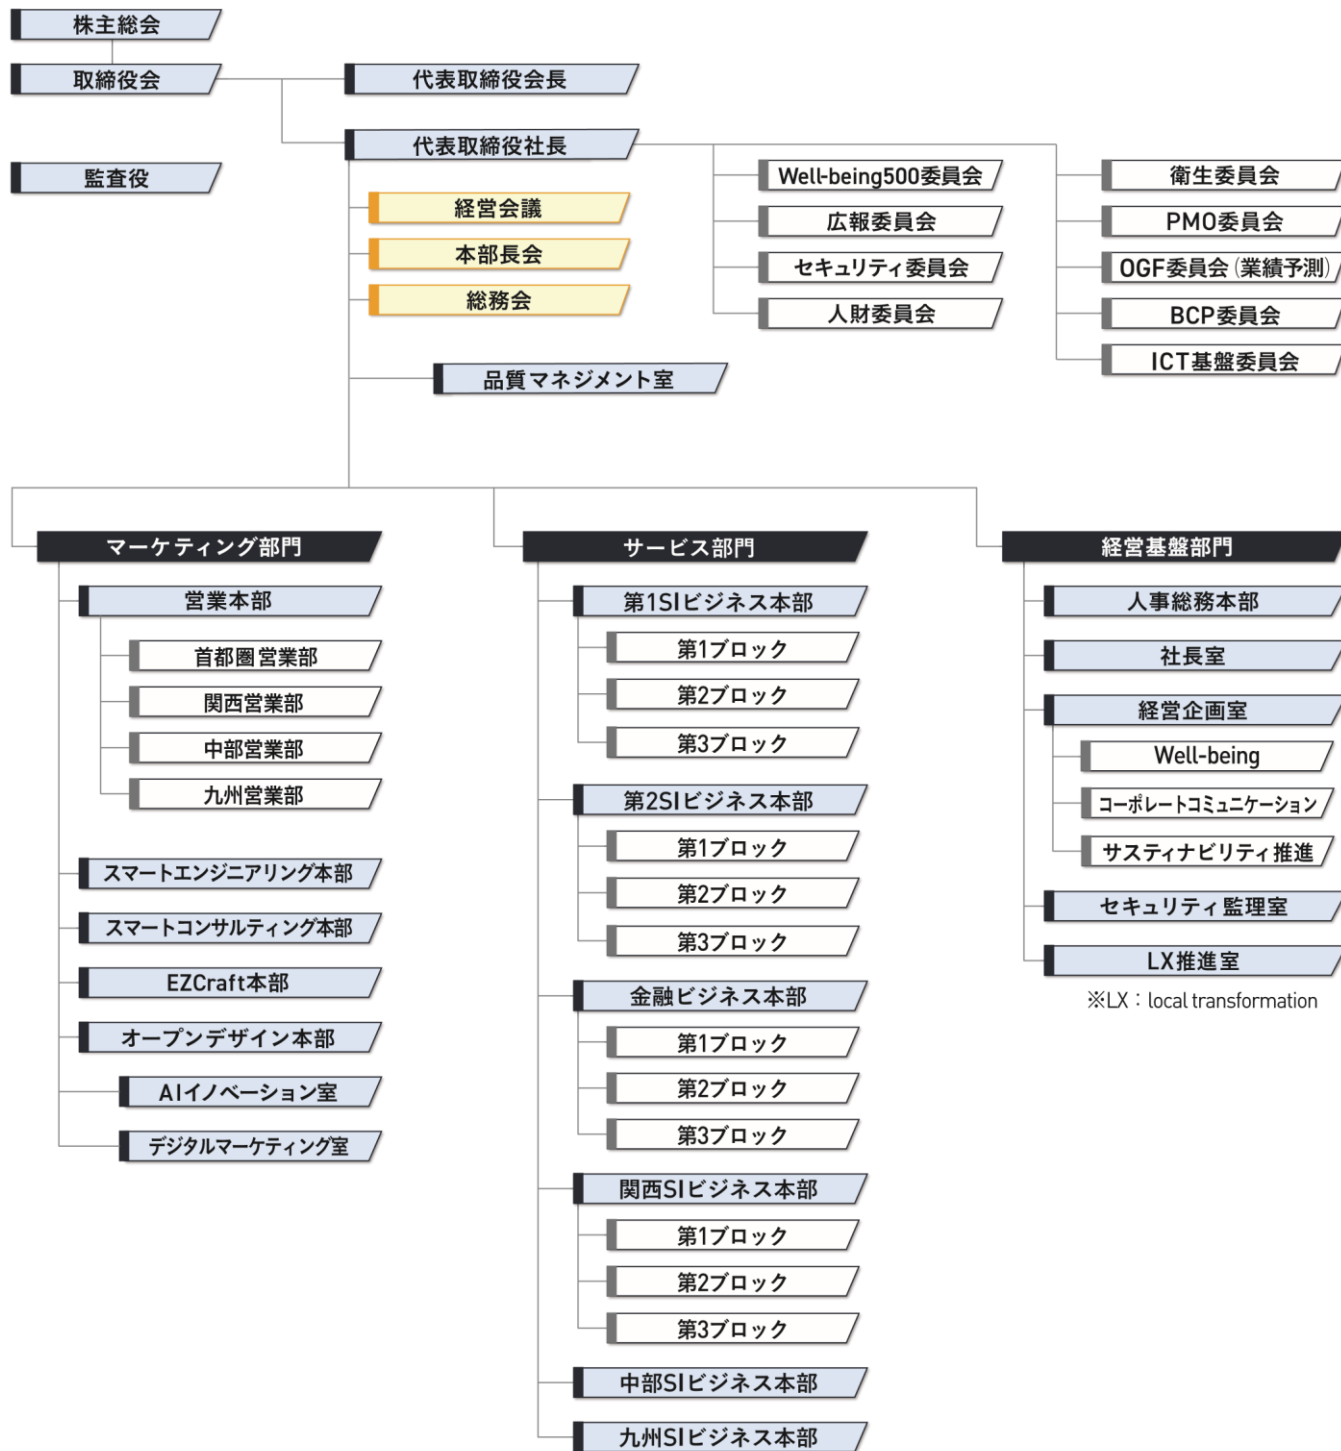 株主総会
取締役会
監査役
代表取締役会長
代表取締役社長
経営会議
本部長会
総務会
Well-being500委員会
広報委員会
セキュリティ委員会
人財委員会
衛生委員会
PMO委員会
OGF委員会（業績予測）
BCP委員会
ICT基盤委員会
品質マネジメント室
マーケティング部門
営業本部
首都圏営業部
関西営業部
中部営業部
九州営業部
スマートエンジニアリング本部
スマートコンサルティング本部
EZCraft本部
オープンデザイン本部
AIイノベーション室
デジタルマーケティング室
サービス部門
第1SIビジネス本部
第1ブロック
第2ブロック
第3ブロック
第2SIビジネス本部
第1ブロック
第2ブロック
第3ブロック
金融ビジネス本部
第1ブロック
第2ブロック
第3ブロック
関西SIビジネス本部
第1ブロック
第2ブロック
第3ブロック
中部SIビジネス本部
九州SIビジネス本部
経営基盤部門
人事総務本部
社長室
経営企画室
Well-being
コーポレートコミュニケーション
サスティナビリティ推進
セキュリティ監理室
LX推進室
※LX：local transformation